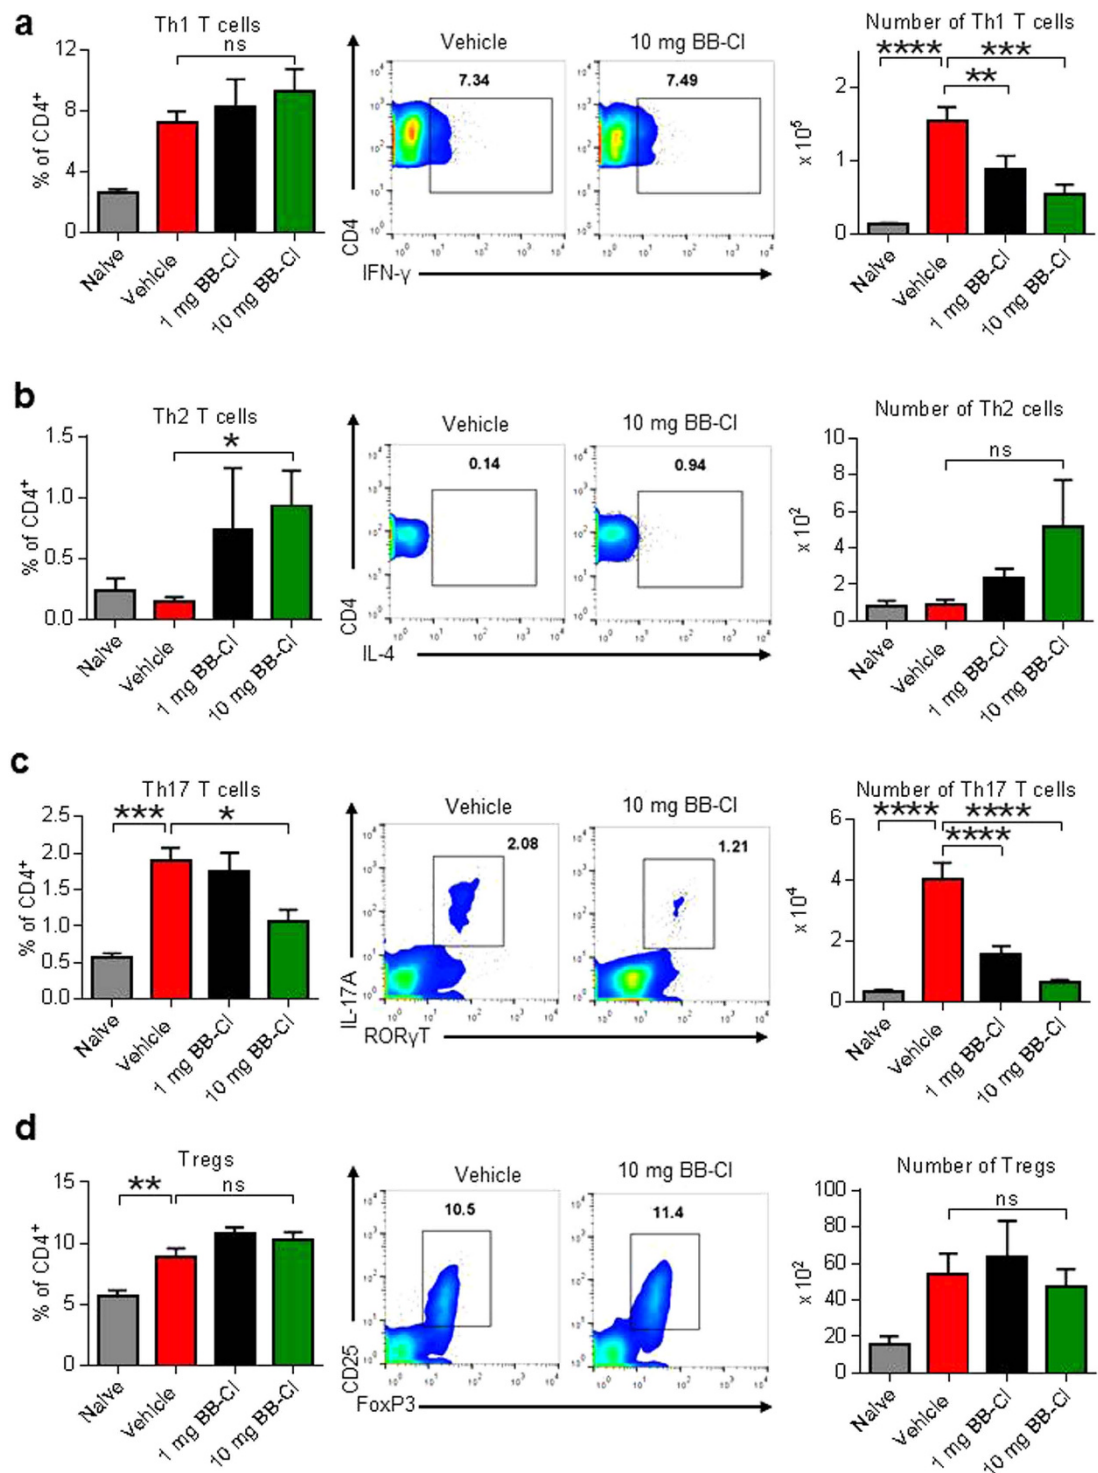 a
Th1 T cells
ns
% of CD4+
12
8
4
0
Naïve
Vehicle
1 mg BB-Cl
10 mg BB-Cl
Vehicle
10 mg BB-Cl
7.34
7.49
CD4
IFN-γ
Number of Th1 T cells
**** ***
**
x 10⁵
2
1
0
Naïve
Vehicle
1 mg BB-Cl
10 mg BB-Cl
b
Th2 T cells
*
% of CD4+
1.5
1.0
0.5
0.0
Naïve
Vehicle
1 mg BB-Cl
10 mg BB-Cl
Vehicle
10 mg BB-Cl
0.14
0.94
CD4
IL-4
Number of Th2 cells
ns
x 10²
10
8
6
4
2
0
Naïve
Vehicle
1 mg BB-Cl
10 mg BB-Cl
c
Th17 T cells
*** *
% of CD4+
2.5
2.0
1.5
1.0
0.5
0.0
Naïve
Vehicle
1 mg BB-Cl
10 mg BB-Cl
Vehicle
10 mg BB-Cl
2.08
1.21
IL-17A
RORγT
Number of Th17 T cells
**** ****
****
x 10⁴
6
4
2
0
Naïve
Vehicle
1 mg BB-Cl
10 mg BB-Cl
d
Tregs
** ns
% of CD4+
15
10
5
0
Naïve
Vehicle
1 mg BB-Cl
10 mg BB-Cl
Vehicle
10 mg BB-Cl
10.5
11.4
CD25
FoxP3
Number of Tregs
ns
x 10²
100
80
60
40
20
0
Naïve
Vehicle
1 mg BB-Cl
10 mg BB-Cl